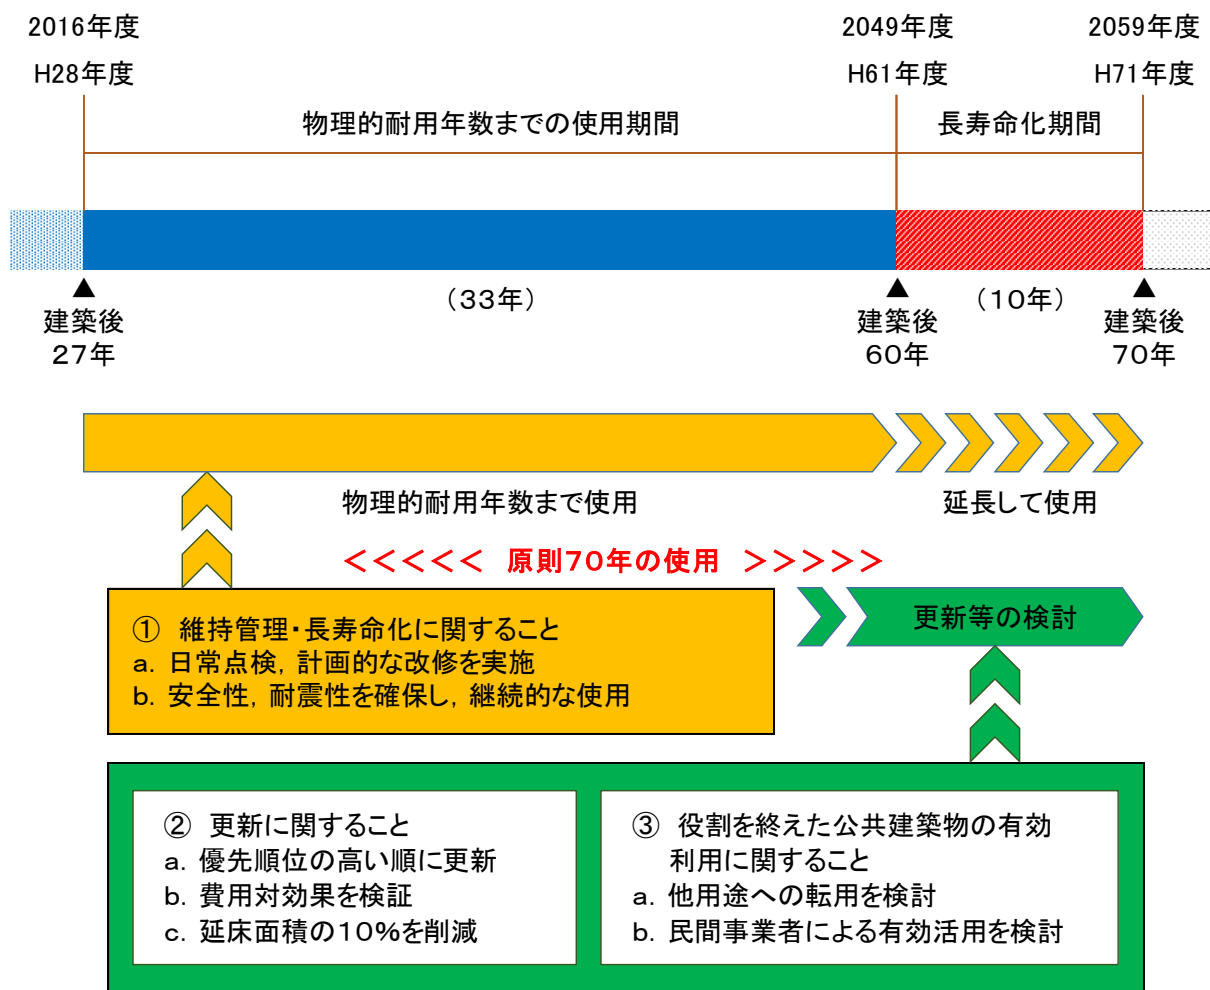 2016年度
H28年度
2049年度
H61年度
2059年度
H71年度
物理的耐用年数までの使用期間
長寿命化期間
▲
建築後
27年
（33年）
▲
建築後
60年
（10年）
▲
建築後
70年
物理的耐用年数まで使用
延長して使用
＜＜＜＜＜ 原則70年の使用 ＞＞＞＞＞
① 維持管理・長寿命化に関すること
a. 日常点検，計画的な改修を実施
b. 安全性，耐震性を確保し，継続的な使用
更新等の検討
② 更新に関すること
a. 優先順位の高い順に更新
b. 費用対効果を検証
c. 延床面積の10%を削減
③ 役割を終えた公共建築物の有効
利用に関すること
a. 他用途への転用を検討
b. 民間事業者による有効活用を検討